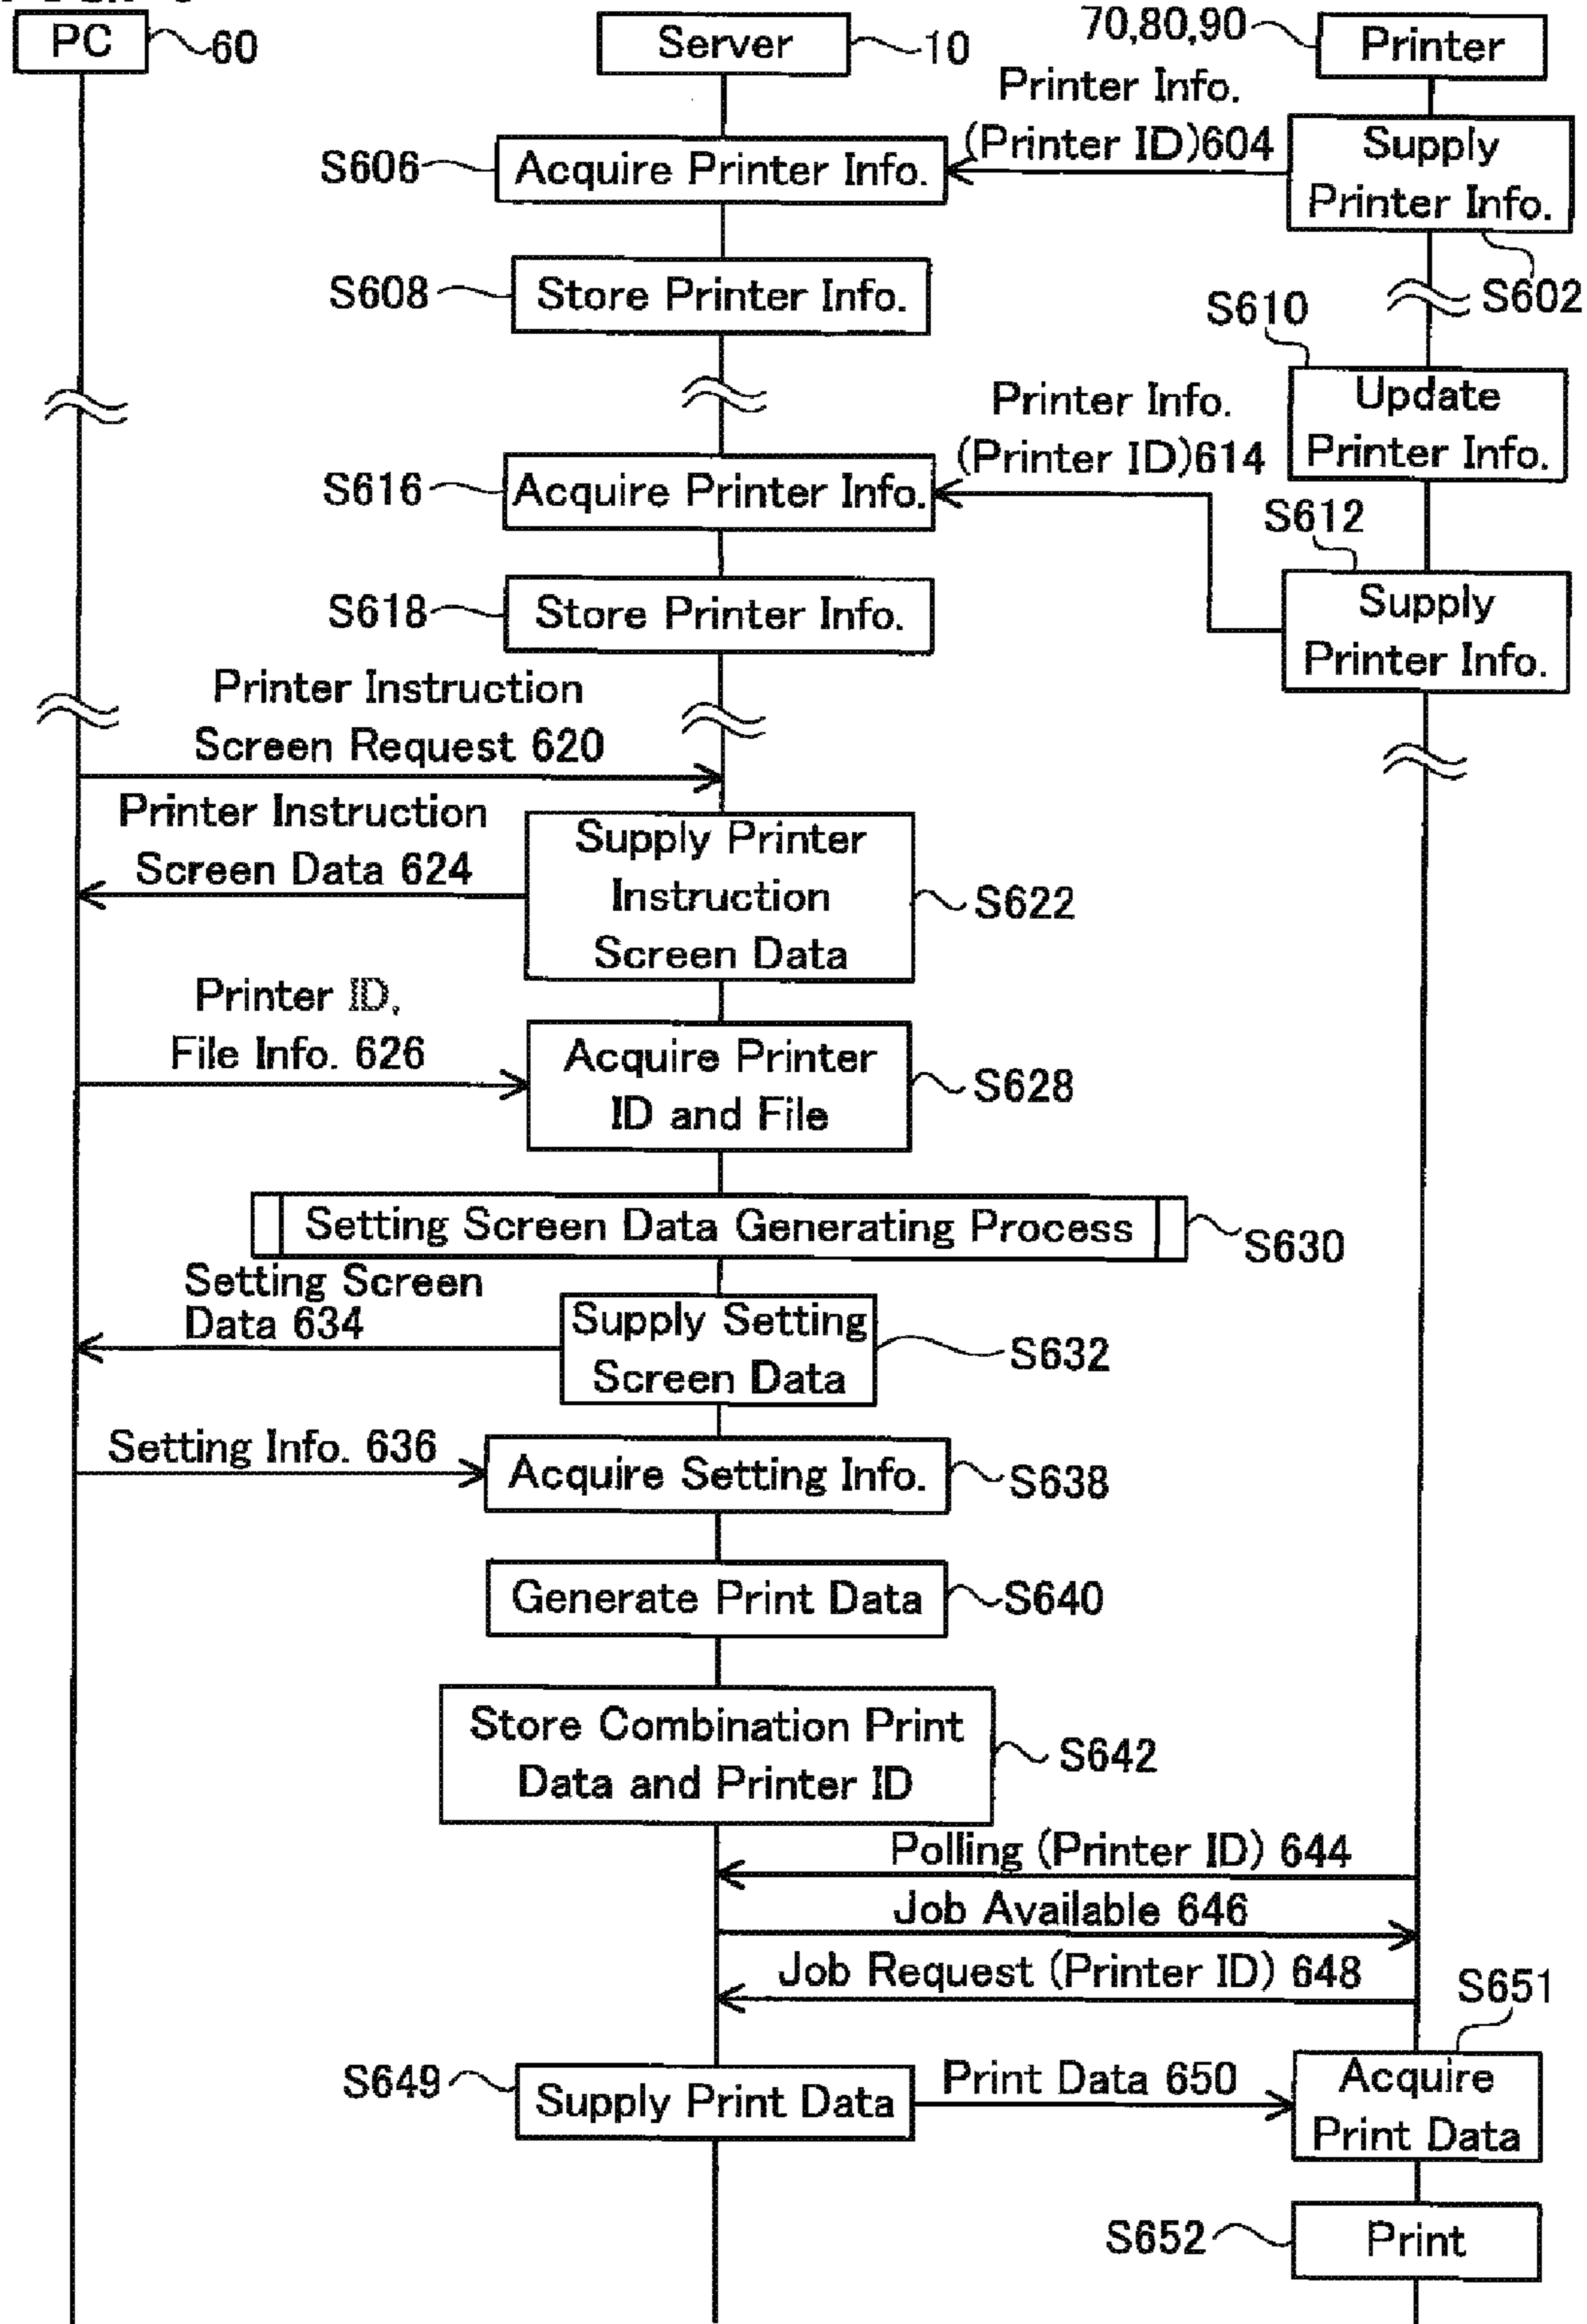 PC
60
Server
10
70,80,90
Printer
Printer Info.
(Printer ID)604
Supply
Printer Info.
S602
S606
Acquire Printer Info.
S608
Store Printer Info.
S610
Update
Printer Info.
Printer Info.
(Printer ID)614
S616
Acquire Printer Info.
S612
Supply
Printer Info.
S618
Store Printer Info.
Printer Instruction
Screen Request 620
Printer Instruction
Screen Data 624
Supply Printer
Instruction
Screen Data
S622
Printer ID,
File Info. 626
Acquire Printer
ID and File
S628
Setting Screen Data Generating Process
S630
Setting Screen
Data 634
Supply Setting
Screen Data
S632
Setting Info. 636
Acquire Setting Info.
S638
Generate Print Data
S640
Store Combination Print
Data and Printer ID
S642
Polling (Printer ID) 644
Job Available 646
Job Request (Printer ID) 648
S651
S649
Supply Print Data
Print Data 650
Acquire
Print Data
S652
Print